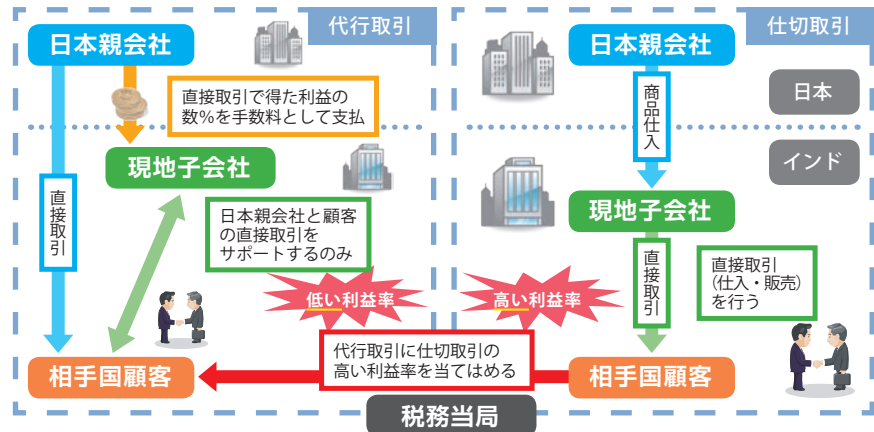 代行取引
日本親会社
直接取引で得た利益の
数%を手数料として支払
現地子会社
直接取引
日本親会社と顧客
の直接取引を
サポートするのみ
低い利益率
相手国顧客
仕切取引
日本親会社
日本
商品仕入
インド
現地子会社
直接取引
直接取引
(仕入・販売)
を行う
高い利益率
代行取引に仕切取引の
高い利益率を当てはめる
相手国顧客
税務当局